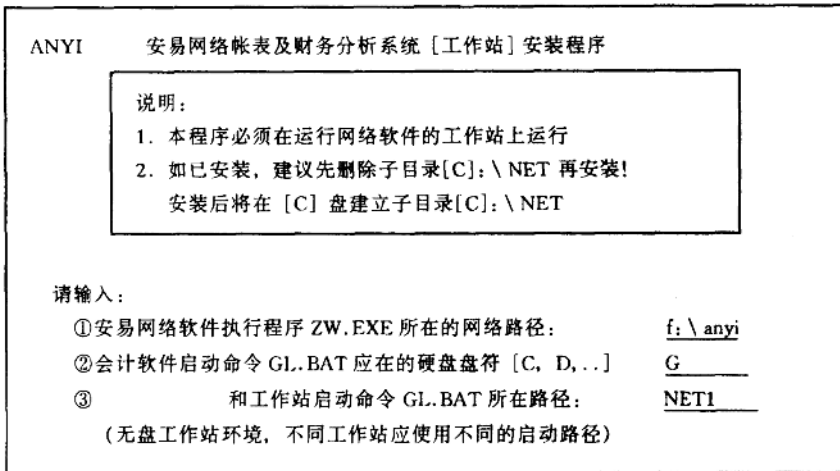 ANYI 安易网络帐表及财务分析系统[工作站]安装程序
说明:
1. 本程序必须在运行网络软件的工作站上运行
2. 如已安装,建议先删除子目录[C]:\NET 再安装!
安装后将在 [C] 盘建立子目录[C]:\NET
请输入:
①安易网络软件执行程序 ZW.EXE 所在的网络路径: f:\anyi
②会计软件启动命令 GL.BAT 应在的硬盘盘符 [C, D,..] G
③ 和工作站启动命令 GL.BAT 所在路径: NET1
(无盘工作站环境,不同工作站应使用不同的启动路径)